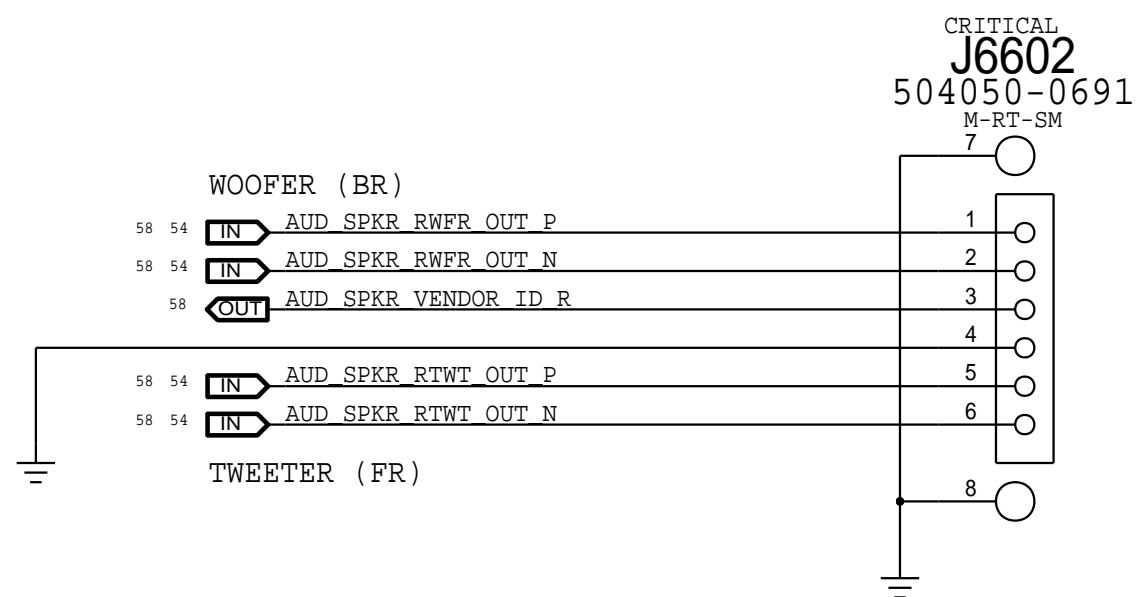 CRITICAL
J6602
504050-0691
M-RT-SM
7
WOOFER (BR)
58 54 IN AUD_SPKR_RWFR_OUT_P 1
58 54 IN AUD_SPKR_RWFR_OUT_N 2
58 OUT AUD_SPKR_VENDOR_ID_R 3
4
58 54 IN AUD_SPKR_RTWT_OUT_P 5
58 54 IN AUD_SPKR_RTWT_OUT_N 6
TWEETER (FR)
8